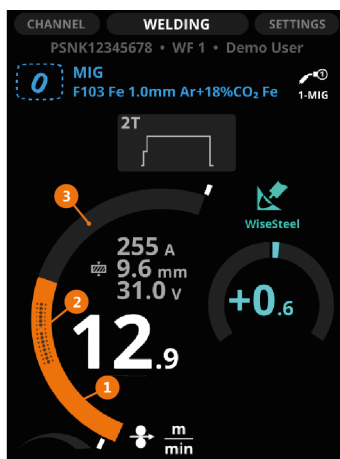 CHANNEL WELDING SETTINGS
PSNK12345678 • WF 1 • Demo User
0 MIG
F103 Fe 1.0mm Ar+18%CO₂ Fe
1
1-MIG
2T
3
WiseSteel
255 A
9.6 mm
31.0 V
+0.6
2
12.9
1
m
min